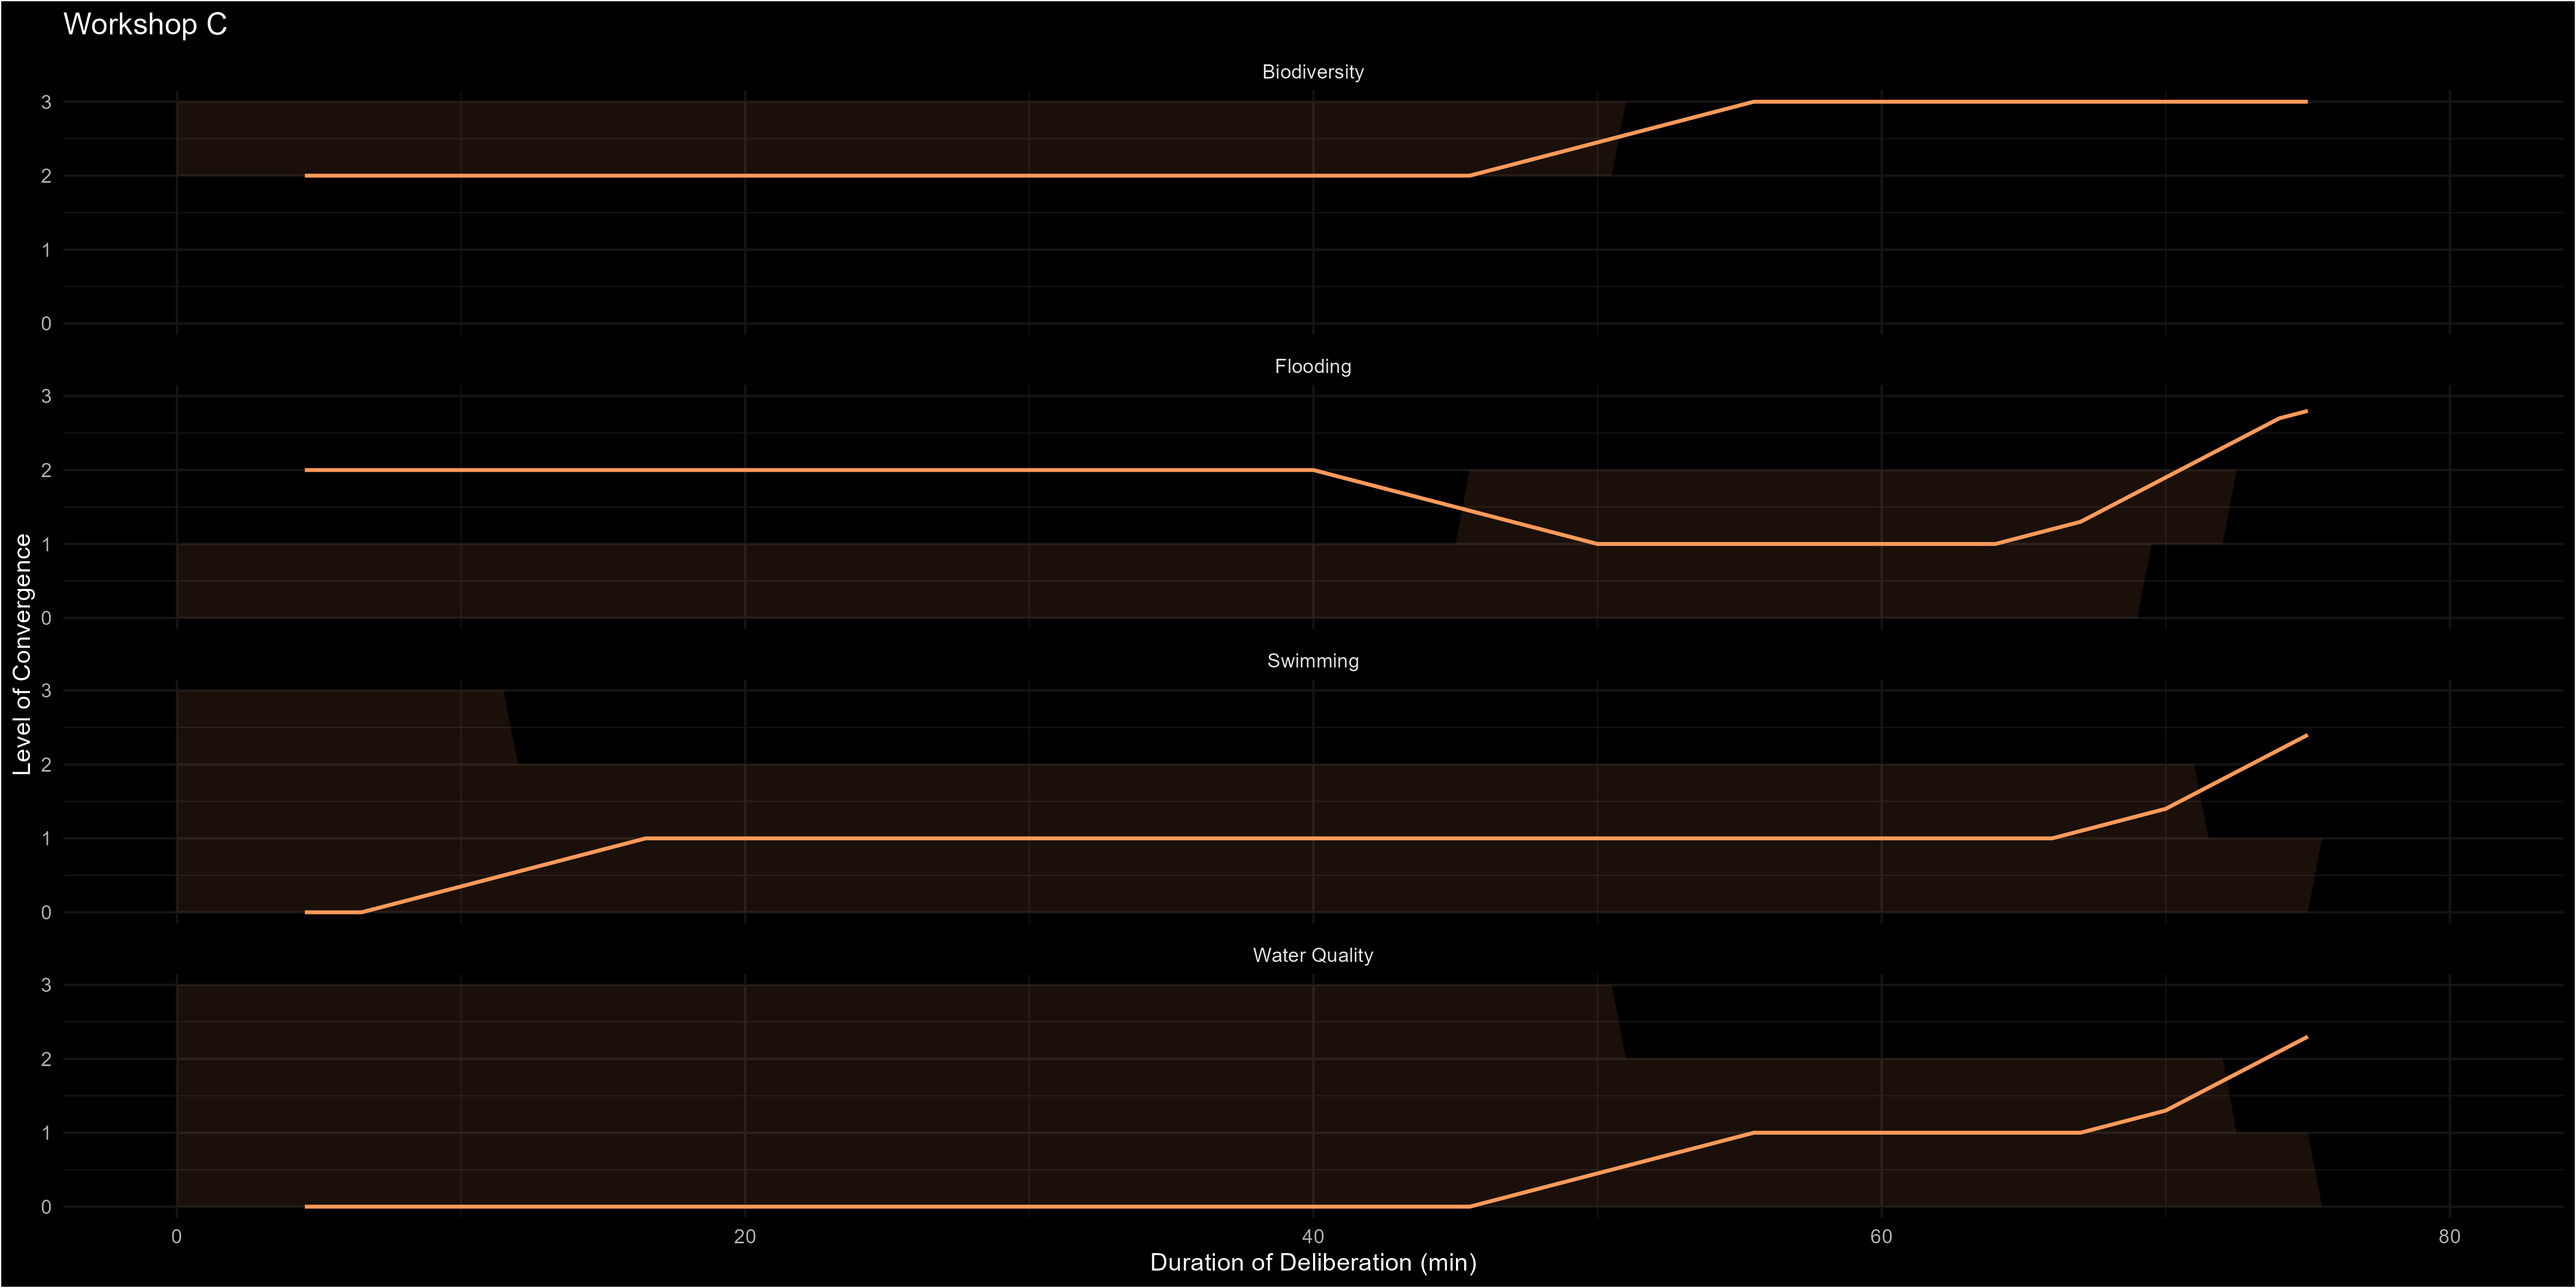 Workshop C
Biodiversity
3
2
1
0
Flooding
3
2
1
0
Level of Convergence
Swimming
3
2
1
0
Water Quality
3
2
1
0
0 20 40 60 80
Duration of Deliberation (min)